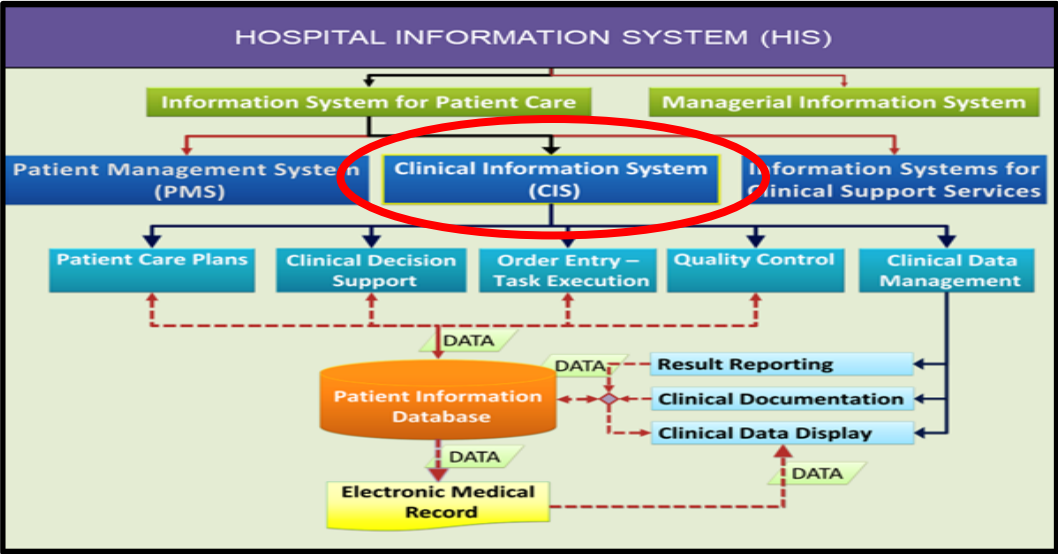 HOSPITAL INFORMATION SYSTEM (HIS)
Information System for Patient Care
Managerial Information System
Patient Management System
(PMS)
Clinical Information System
(CIS)
Information Systems for
Clinical Support Services
Patient Care Plans
Clinical Decision
Support
Order Entry –
Task Execution
Quality Control
Clinical Data
Management
DATA
Patient Information
Database
DATA
Result Reporting
Clinical Documentation
Clinical Data Display
DATA
DATA
Electronic Medical
Record